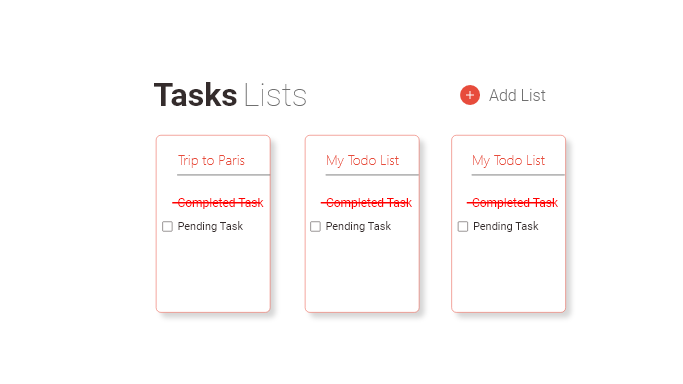 Tasks Lists
Add List
Trip to Paris
Completed Task
Pending Task
My Todo List
Completed Task
Pending Task
My Todo List
Completed Task
Pending Task